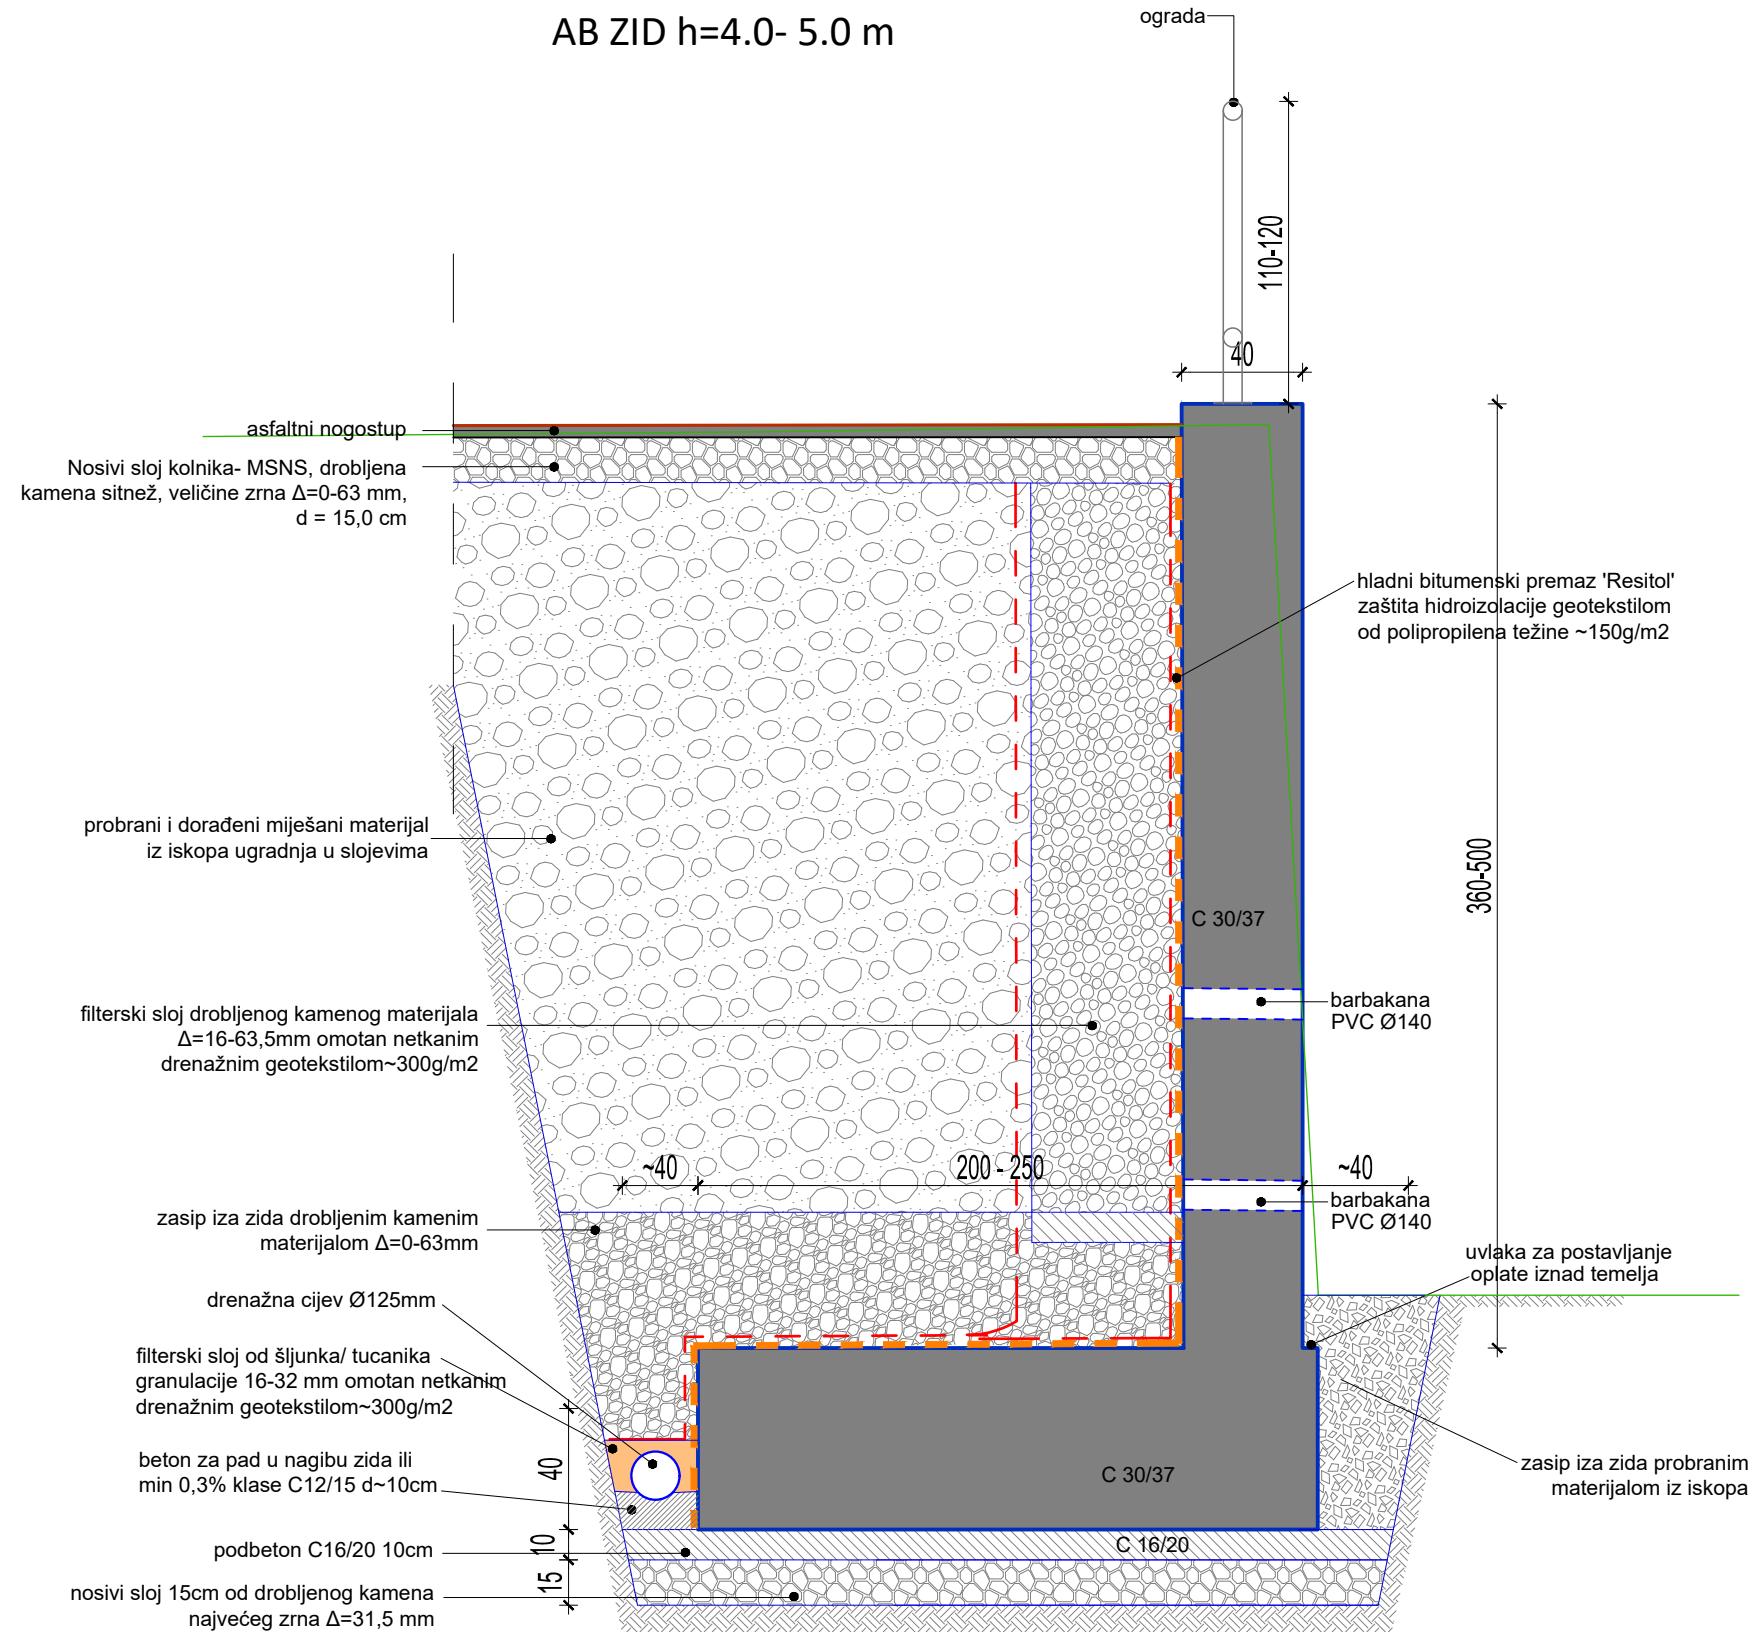 AB ZID h=4.0- 5.0 m
ograda
110-120
40
asfaltni nogostup
Nosivi sloj kolnika- MSNS, drobljena
kamena sitnež, veličine zrna Δ=0-63 mm,
d = 15,0 cm
hladni bitumenski premaz 'Resitol'
zaštita hidroizolacije geotekstilom
od polipropilena težine ~150g/m2
probrani i dorađeni miješani materijal
iz iskopa ugradnja u slojevima
360-500
C 30/37
filterski sloj drobljenog kamenog materijala
Δ=16-63,5mm omotan netkanim
drenažnim geotekstilom~300g/m2
barbakana
PVC Ø140
~40
200 - 250
~40
barbakana
PVC Ø140
zasip iza zida drobljenim kamenim
materijalom Δ=0-63mm
uvlaka za postavljanje
oplate iznad temelja
drenažna cijev Ø125mm
filterski sloj od šljunka/ tucanika
granulacije 16-32 mm omotan netkanim
drenažnim geotekstilom~300g/m2
beton za pad u nagibu zida ili
min 0,3% klase C12/15 d~10cm
40
C 30/37
zasip iza zida probranim
materijalom iz iskopa
podbeton C16/20 10cm
10
C 16/20
nosivi sloj 15cm od drobljenog kamena
najvećeg zrna Δ=31,5 mm
15